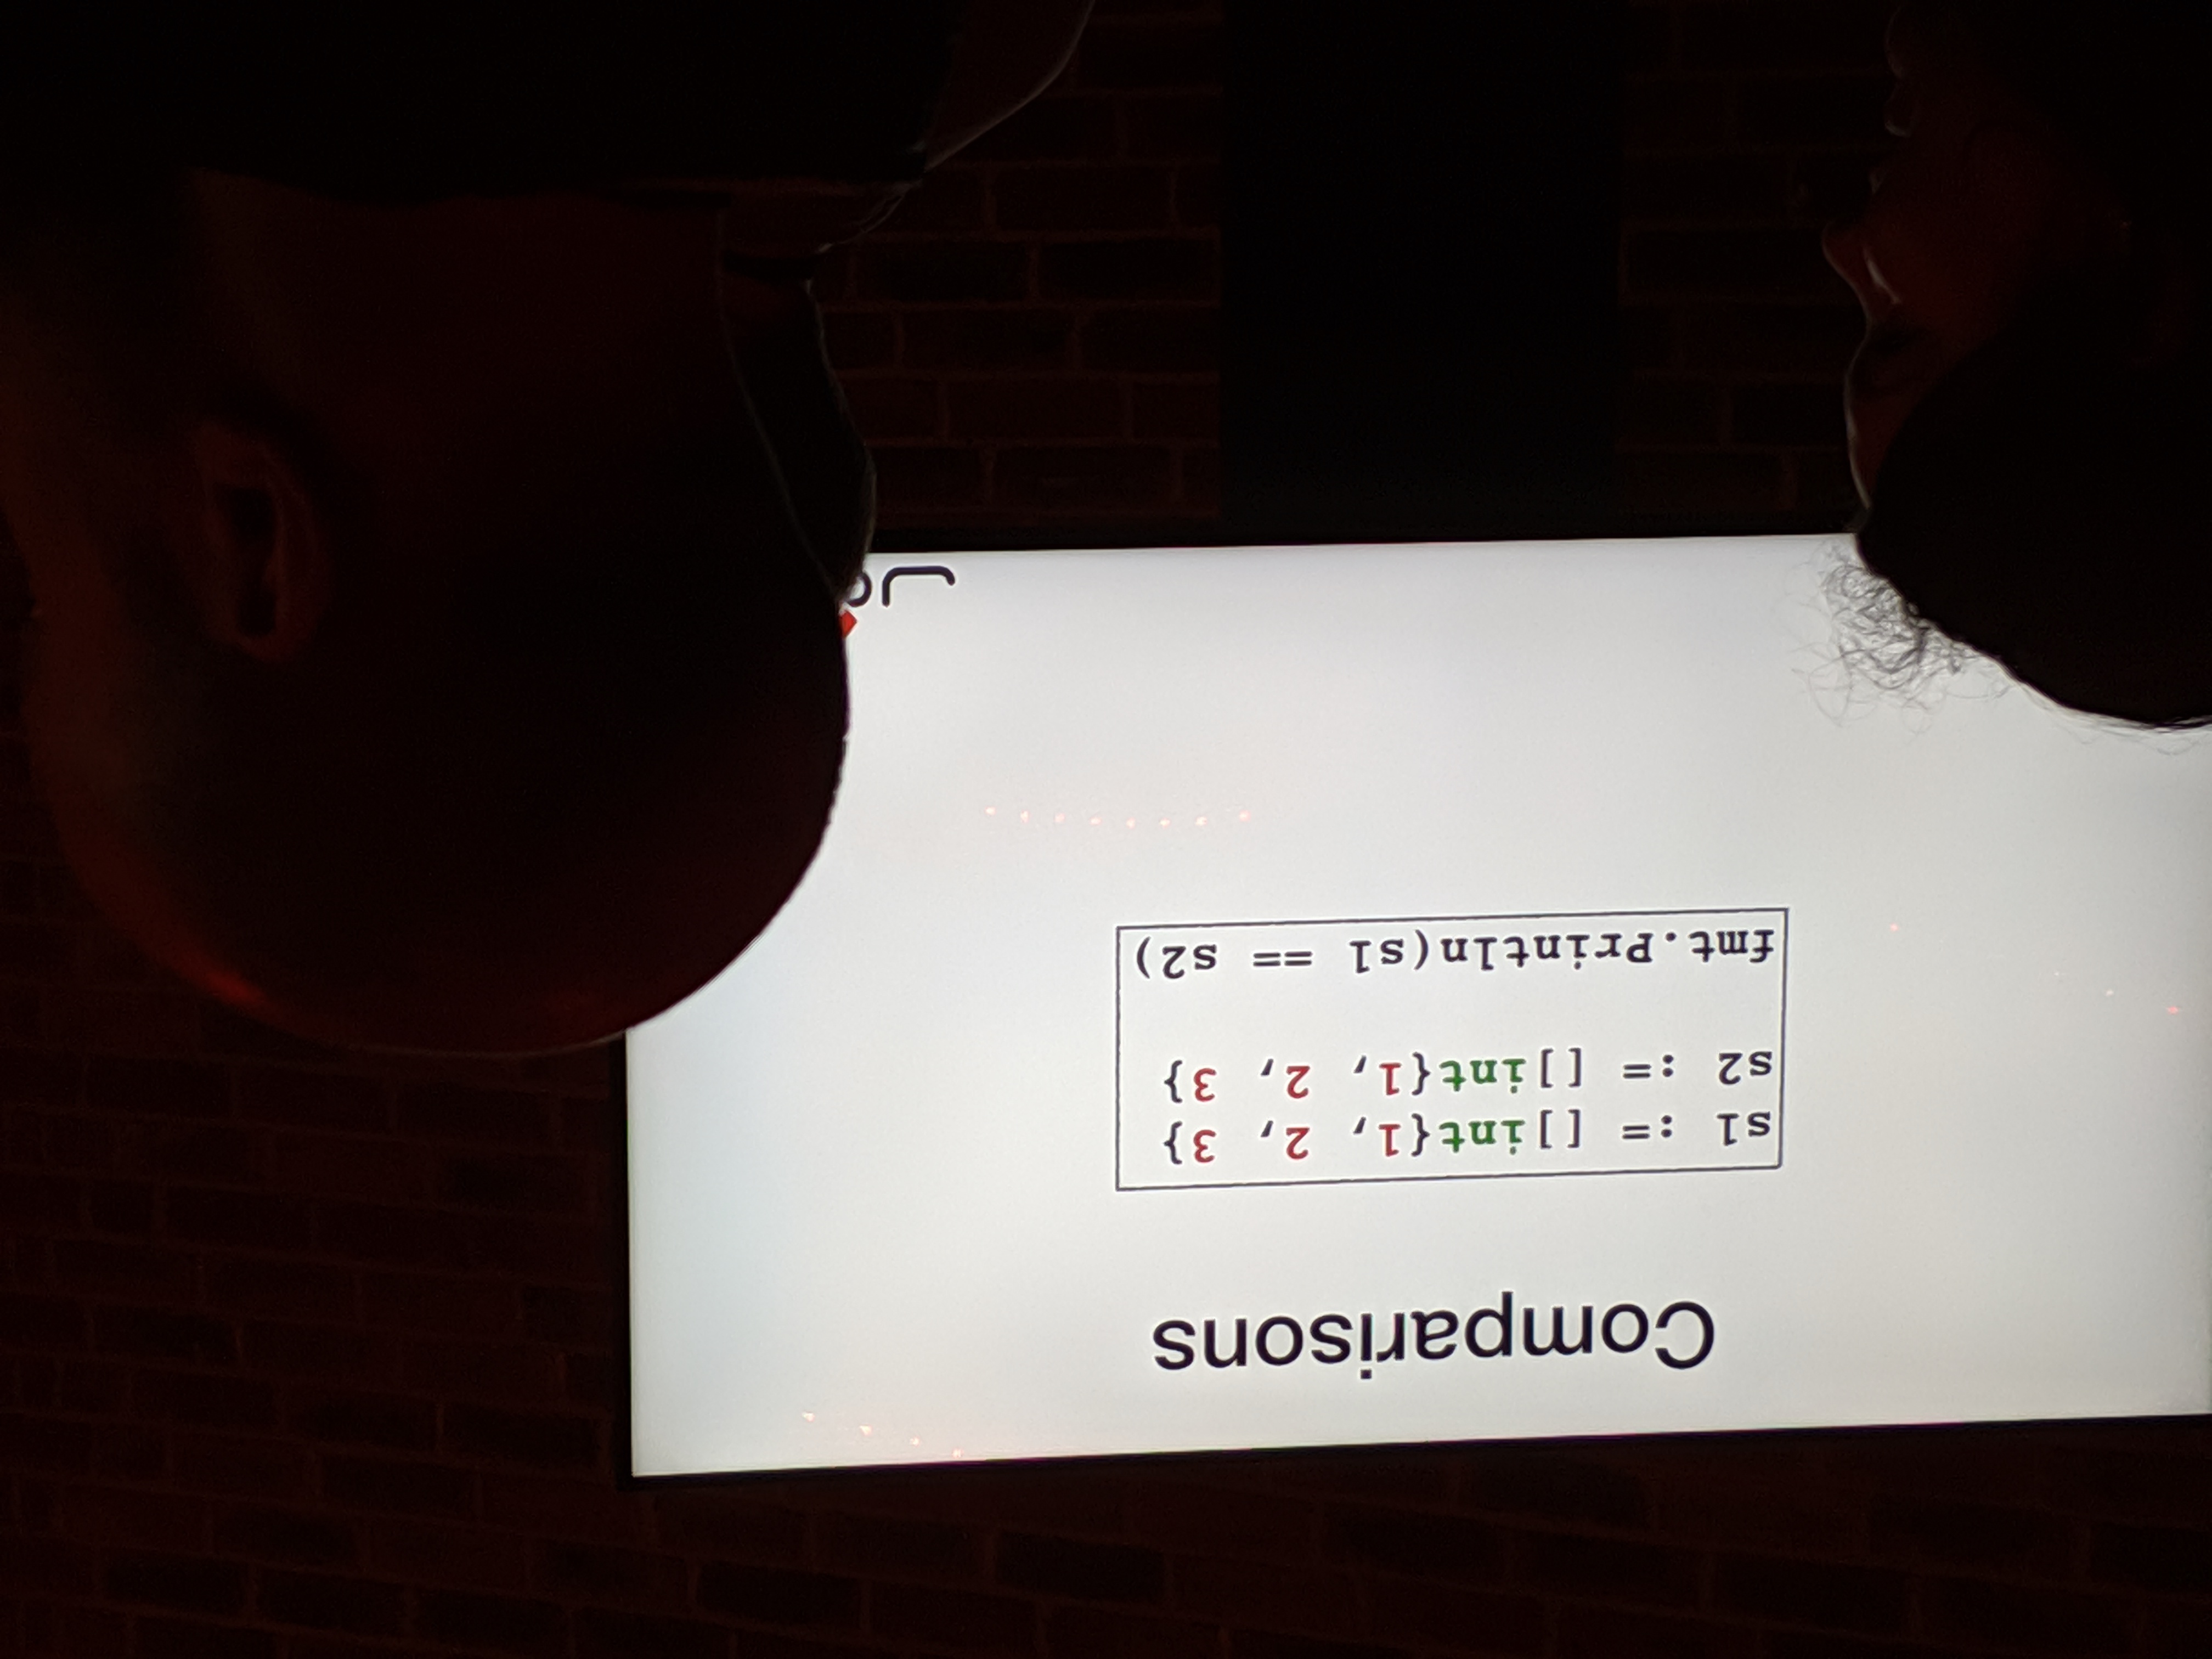 Comparisons
s1 := []int{1, 2, 3}
s2 := []int{1, 2, 3}
fmt.Println(s1 == s2)